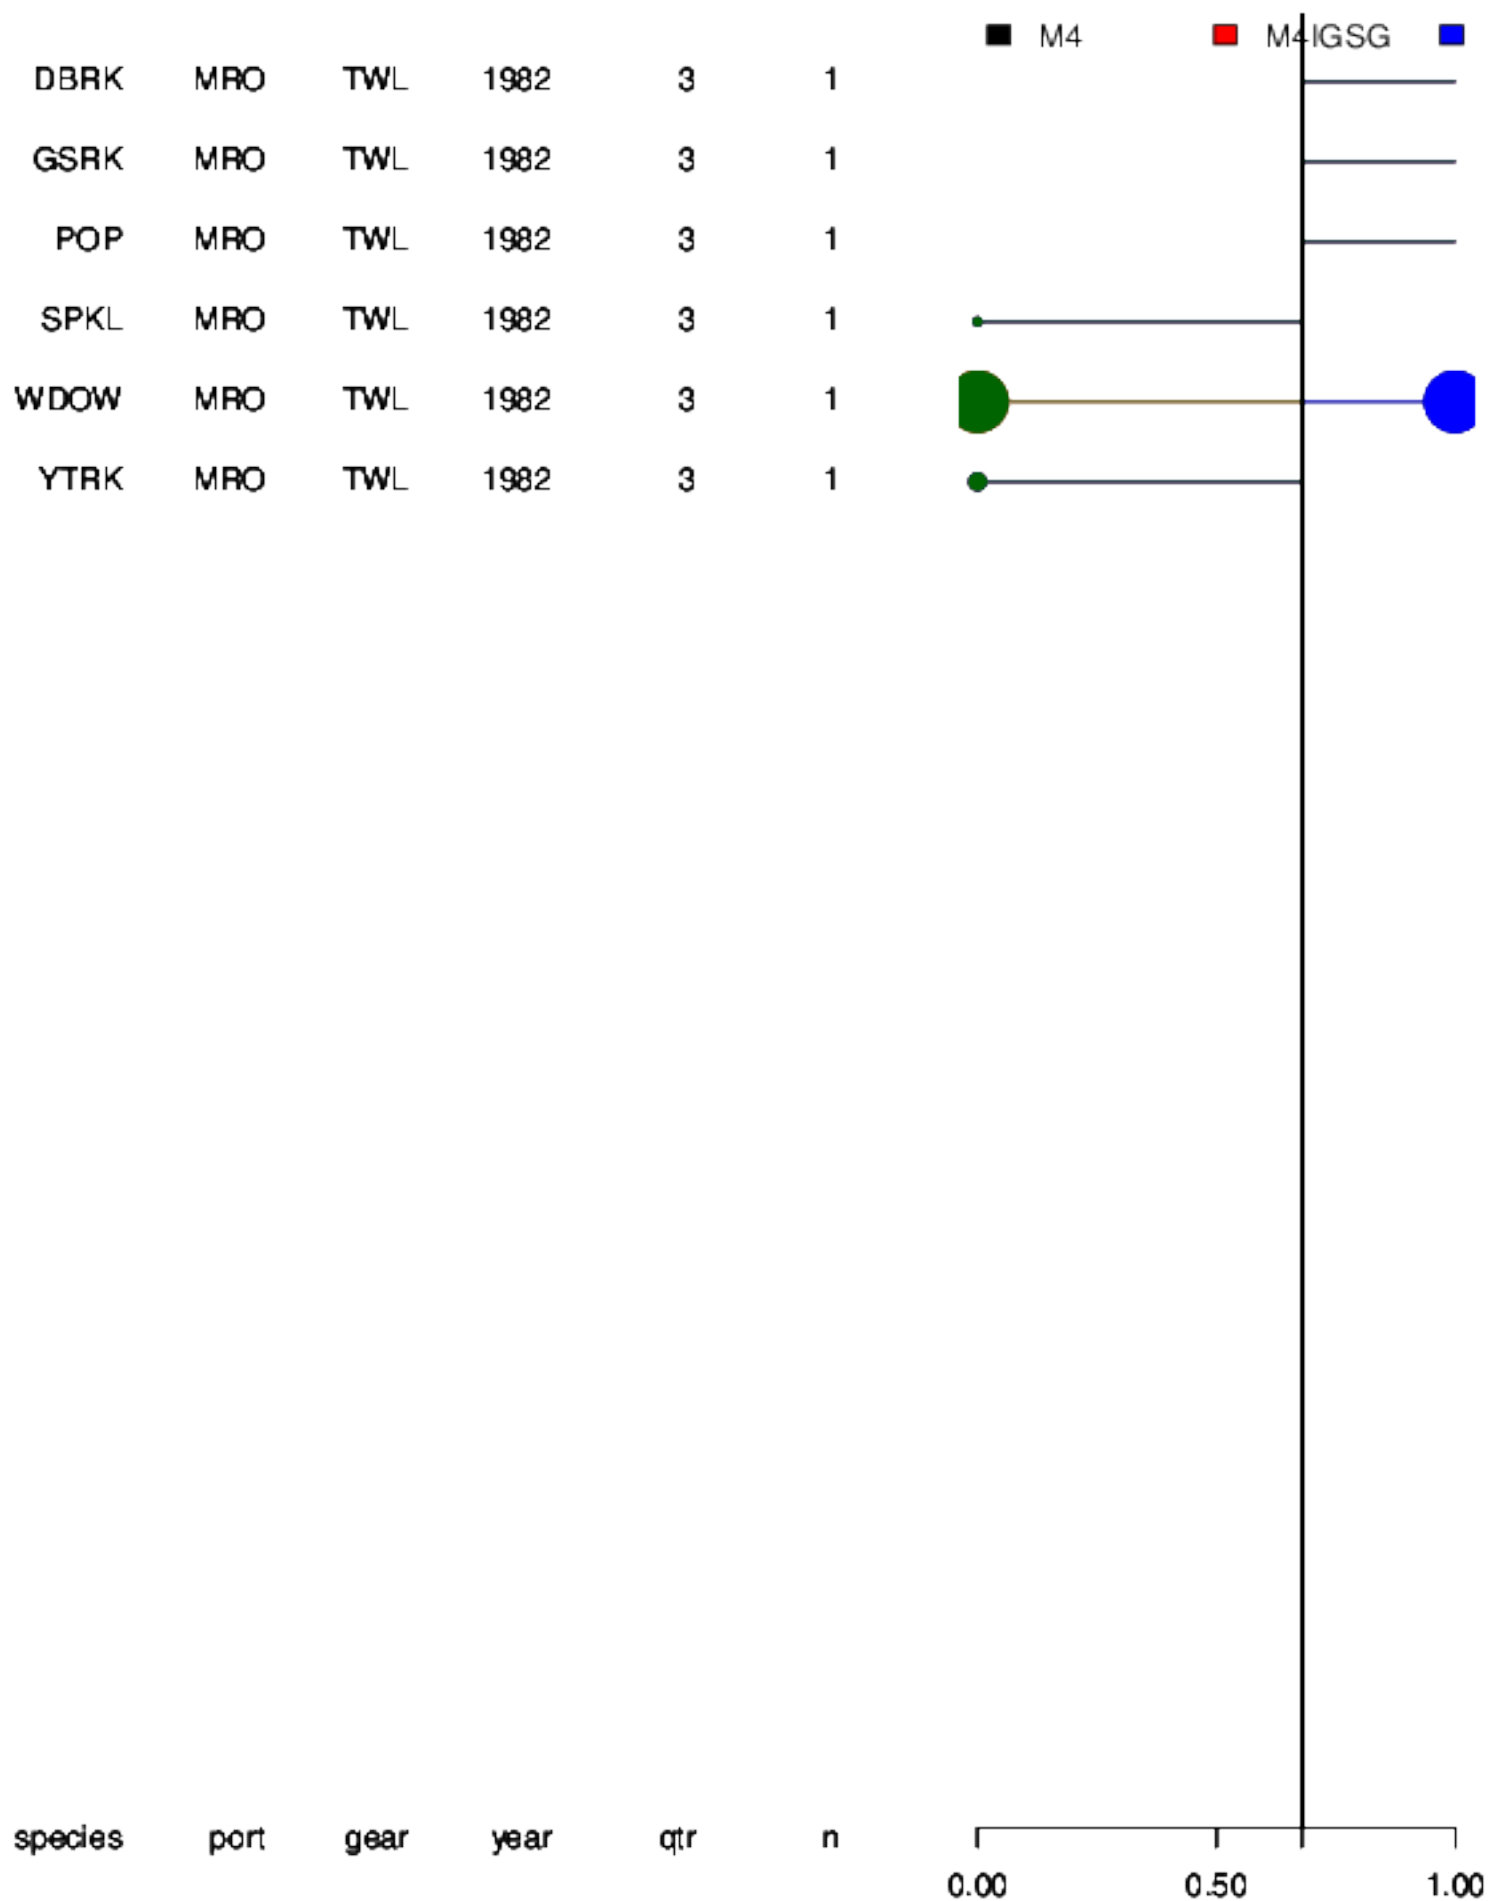 M4 M4IGSG
DBRK MRO TWL 1982 3 1
GSRK MRO TWL 1982 3 1
POP MRO TWL 1982 3 1
SPKL MRO TWL 1982 3 1
WDOW MRO TWL 1982 3 1
YTRK MRO TWL 1982 3 1
species port gear year qtr n
0.00 0.50 1.00